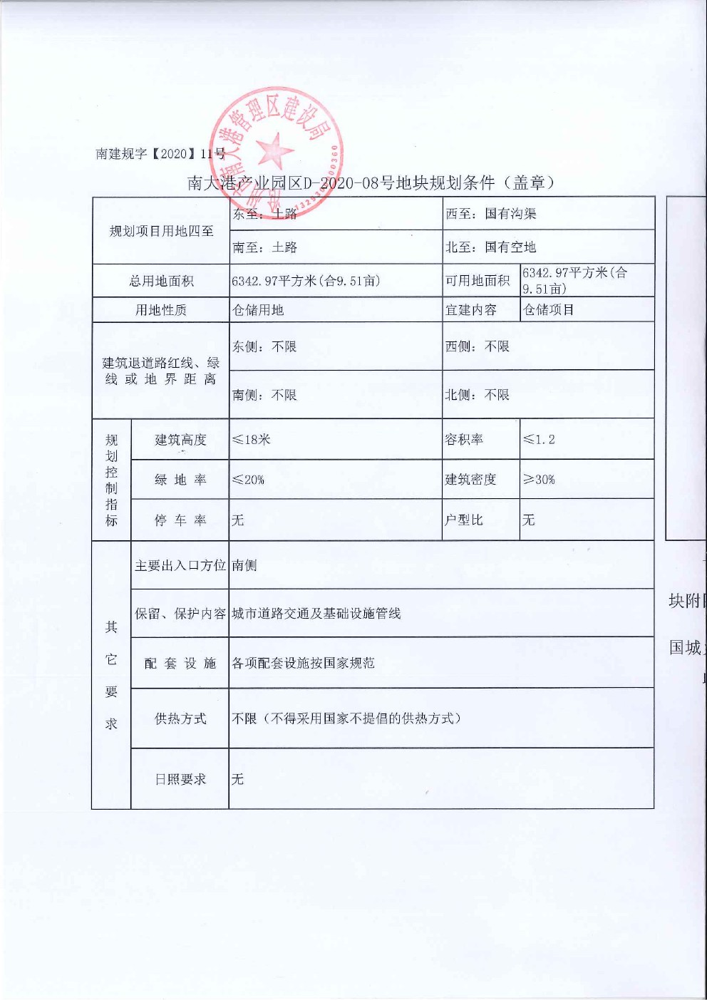 南建规字【2020】11号
南大港产业园区D-2020-08号地块规划条件（盖章）
规划项目用地四至
东至：土路
西至：国有沟渠
南至：土路
北至：国有空地
总用地面积
6342.97平方米(合9.51亩)
可用地面积
6342.97平方米(合
9.51亩)
用地性质
仓储用地
宜建内容
仓储项目
建筑退道路红线、绿
线或地界距离
东侧：不限
西侧：不限
南侧：不限
北侧：不限
规划控制指标
建筑高度
≤18米
容积率
≤1.2
绿地率
≤20%
建筑密度
≥30%
停车率
无
户型比
无
其它要求
主要出入口方位
南侧
保留、保护内容
城市道路交通及基础设施管线
配套设施
各项配套设施按国家规范
供热方式
不限（不得采用国家不提倡的供热方式）
日照要求
无
块附
国城
南大港管理区建设局